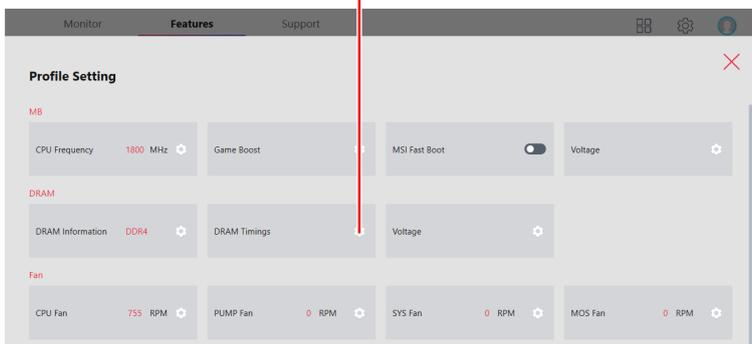 Monitor Features Support
Profile Setting
MB
CPU Frequency 1800 MHz Game Boost MSI Fast Boot Voltage
DRAM
DRAM Information DDR4 DRAM Timings Voltage
Fan
CPU Fan 755 RPM PUMP Fan 0 RPM SYS Fan 0 RPM MOS Fan 0 RPM